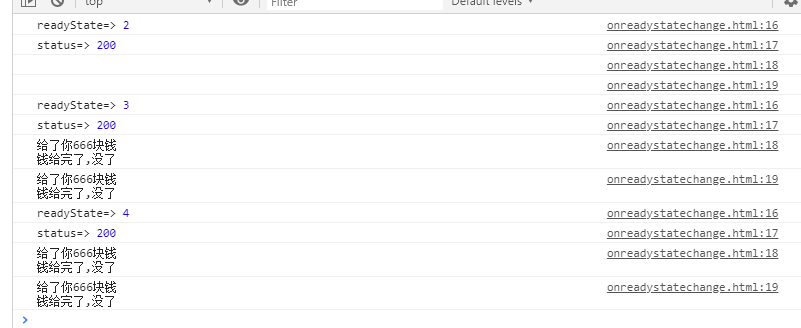 top Filter Default levels
readyState=> 2 onreadystatechange.html:16
status=> 200 onreadystatechange.html:17
onreadystatechange.html:18
onreadystatechange.html:19
readyState=> 3 onreadystatechange.html:16
status=> 200 onreadystatechange.html:17
给了你666块钱 onreadystatechange.html:18
钱给完了,没了
给了你666块钱 onreadystatechange.html:19
钱给完了,没了
readyState=> 4 onreadystatechange.html:16
status=> 200 onreadystatechange.html:17
给了你666块钱 onreadystatechange.html:18
钱给完了,没了
给了你666块钱 onreadystatechange.html:19
钱给完了,没了
>